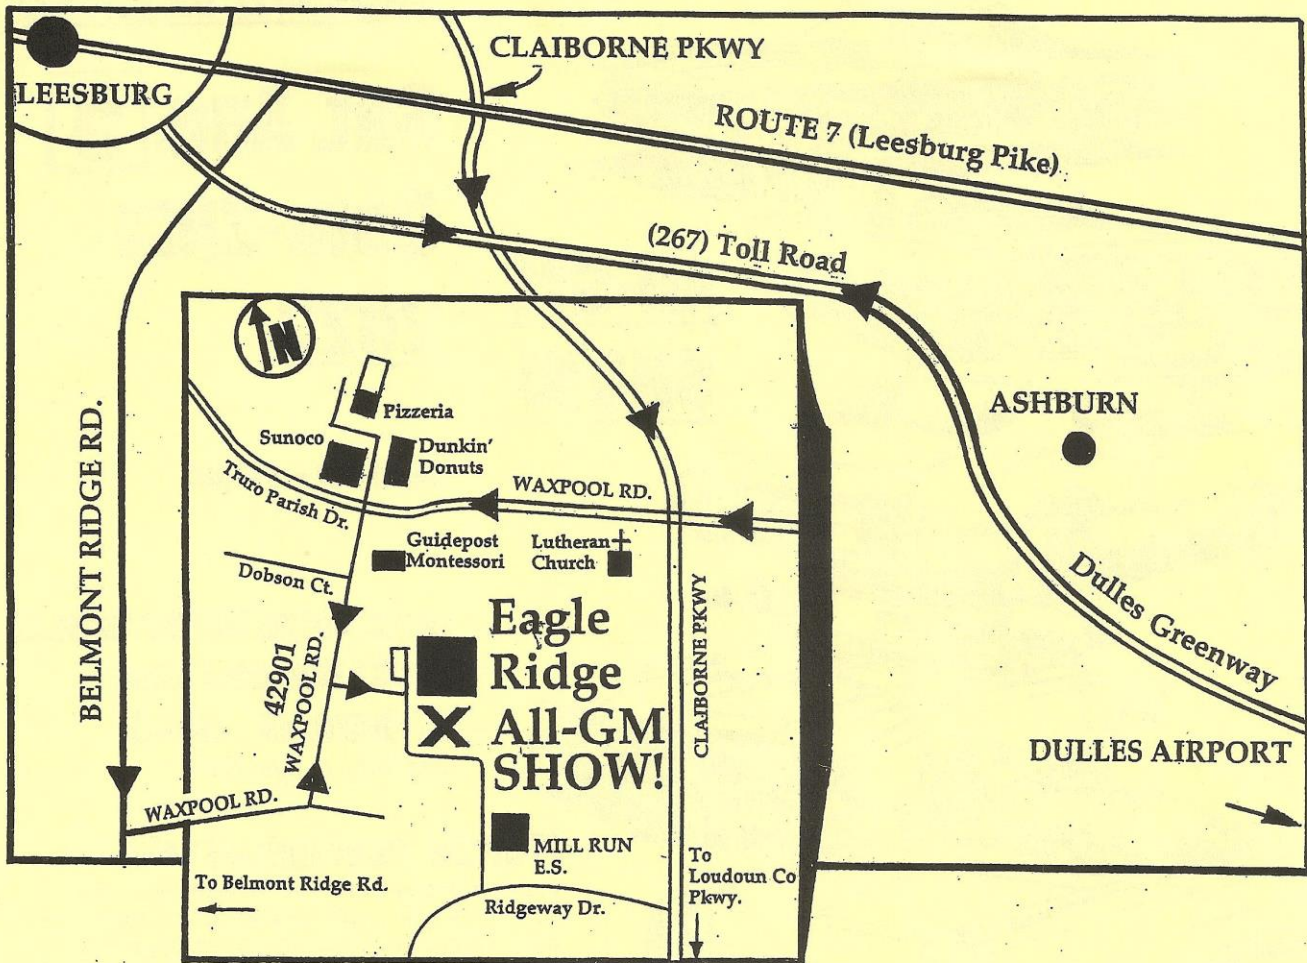 CLAIBORNE PKWY
LEESBURG
ROUTE 7 (Leesburg Pike)
(267) Toll Road
N
Pizzeria
ASHBURN
BELMONT RIDGE RD.
Sunoco
Dunkin'
Donuts
Truro Parish Dr.
WAXPOOL RD.
Guidepost
Montessori
Lutheran
Church
Dobson Ct.
Dulles Greenway
Eagle
Ridge
All-GM
SHOW!
42901
WAXPOOL RD.
CLAIBORNE PKWY
X
DULLES AIRPORT
WAXPOOL RD.
MILL RUN
E.S.
To
Loudoun Co
Pkwy.
To Belmont Ridge Rd.
Ridgeway Dr.